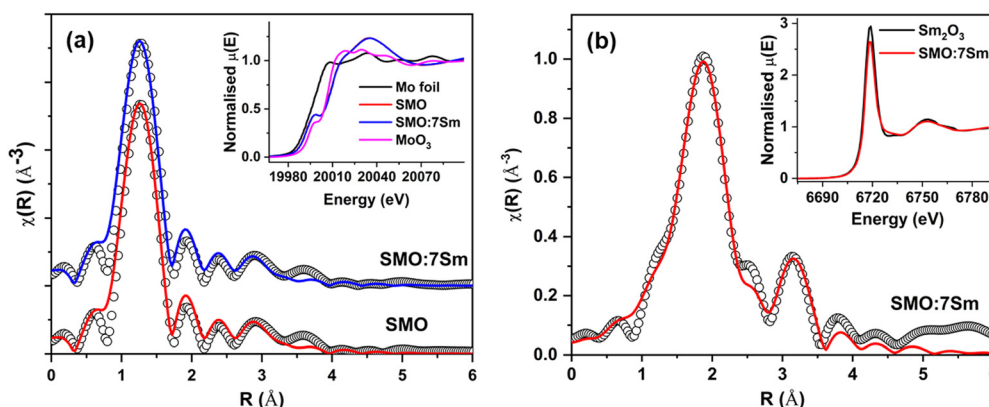 (a)
χ(R) (Å-3)
Normalised μ(E)
1.0
0.5
0.0
Mo foil
SMO
SMO:7Sm
MoO3
19980 20010 20040 20070
Energy (eV)
SMO:7Sm
SMO
0 1 2 3 4 5 6
R (Å)
(b)
χ(R) (Å-3)
1.0
0.8
0.6
0.4
0.2
0.0
Normalised μ(E)
3
2
1
0
Sm2O3
SMO:7Sm
6690 6720 6750 6780
Energy (eV)
SMO:7Sm
0 1 2 3 4 5 6
R (Å)